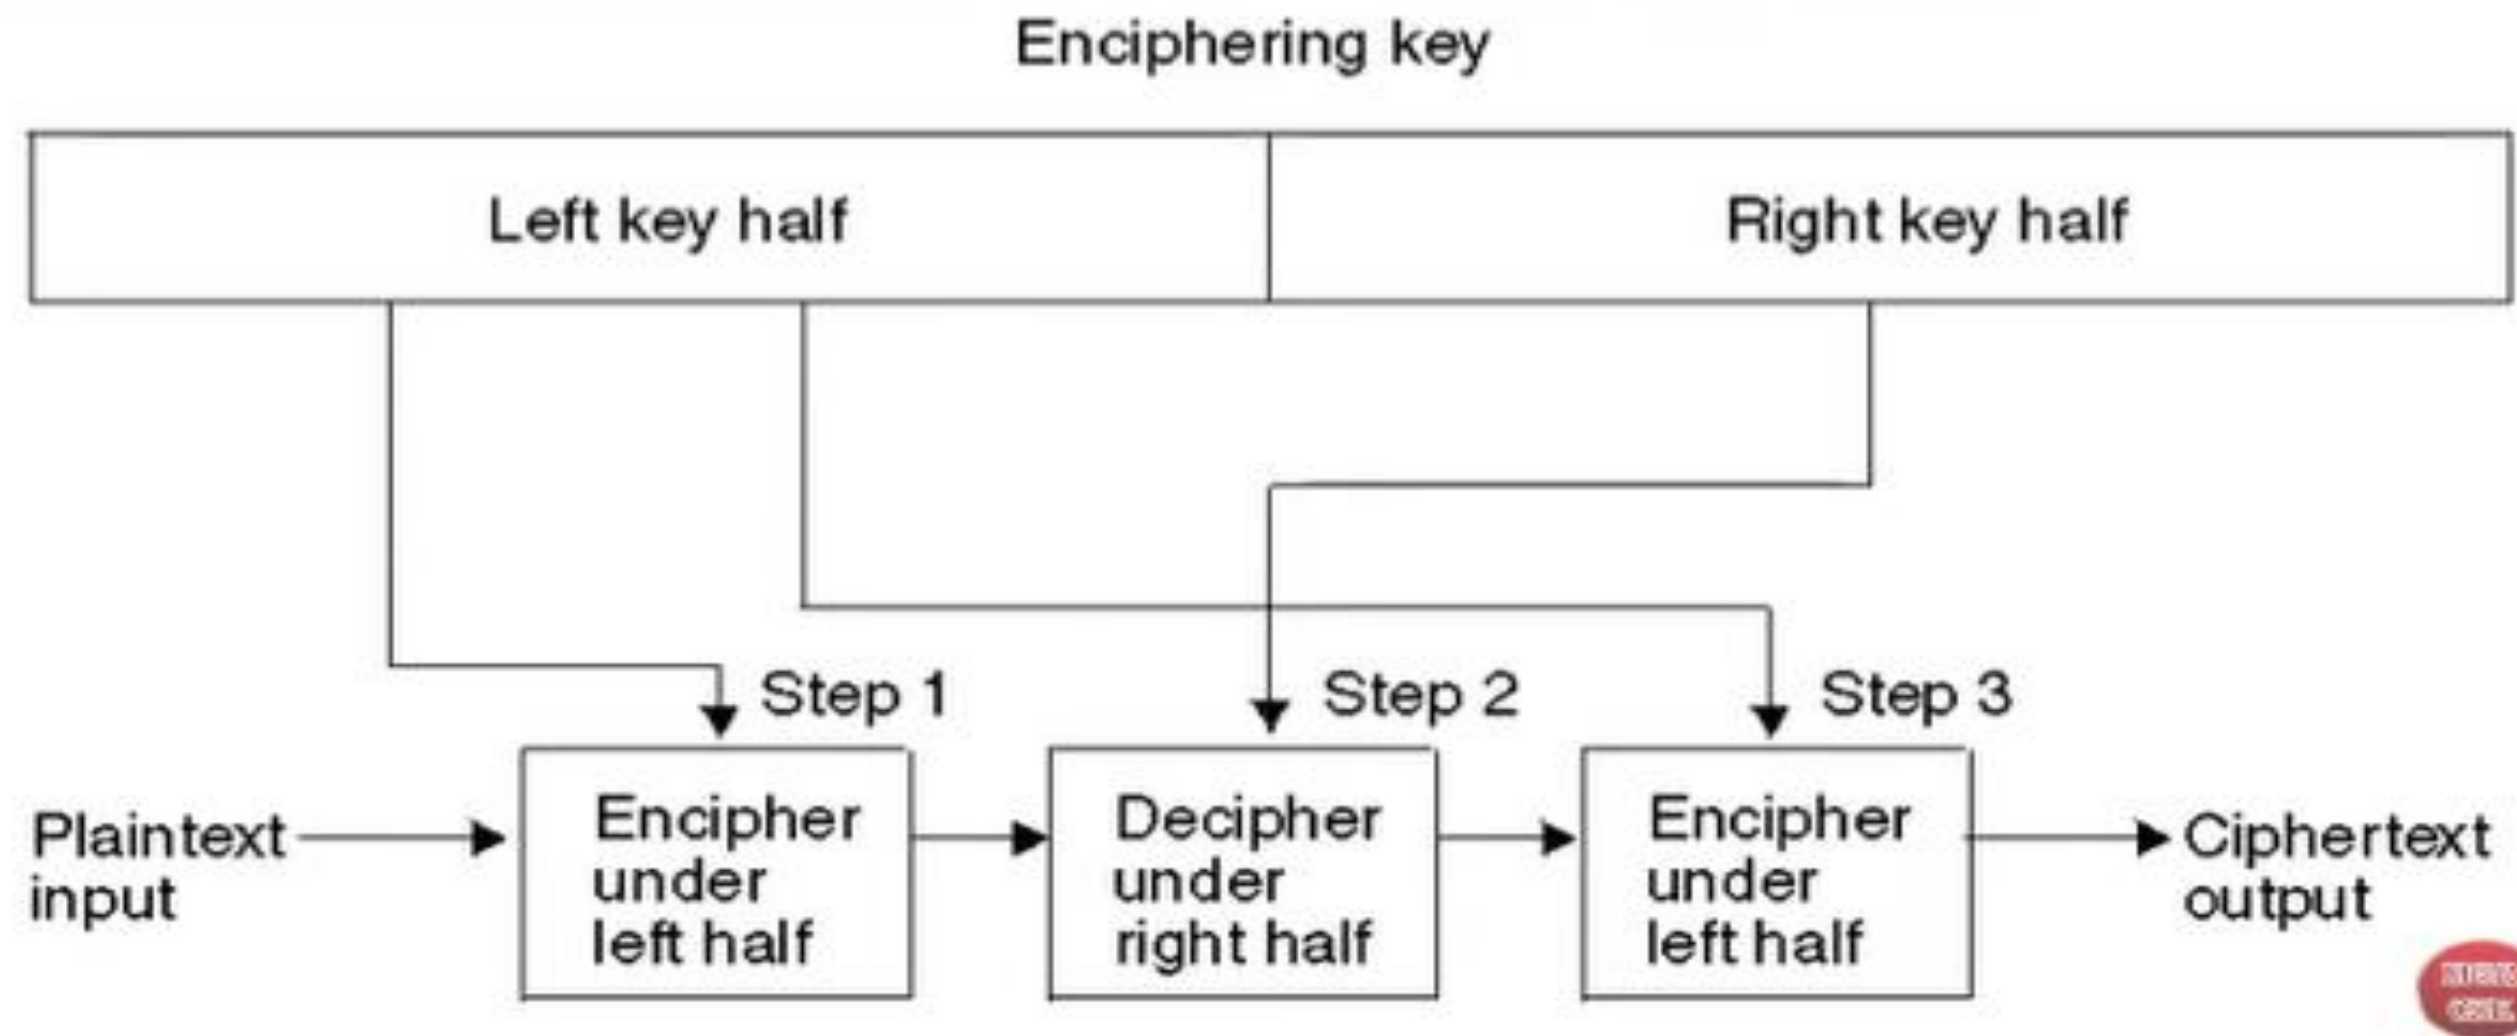 Enciphering key
Left key half
Right key half
Step 1
Step 2
Step 3
Plaintext
input
Encipher
under
left half
Decipher
under
right half
Encipher
under
left half
Ciphertext
output